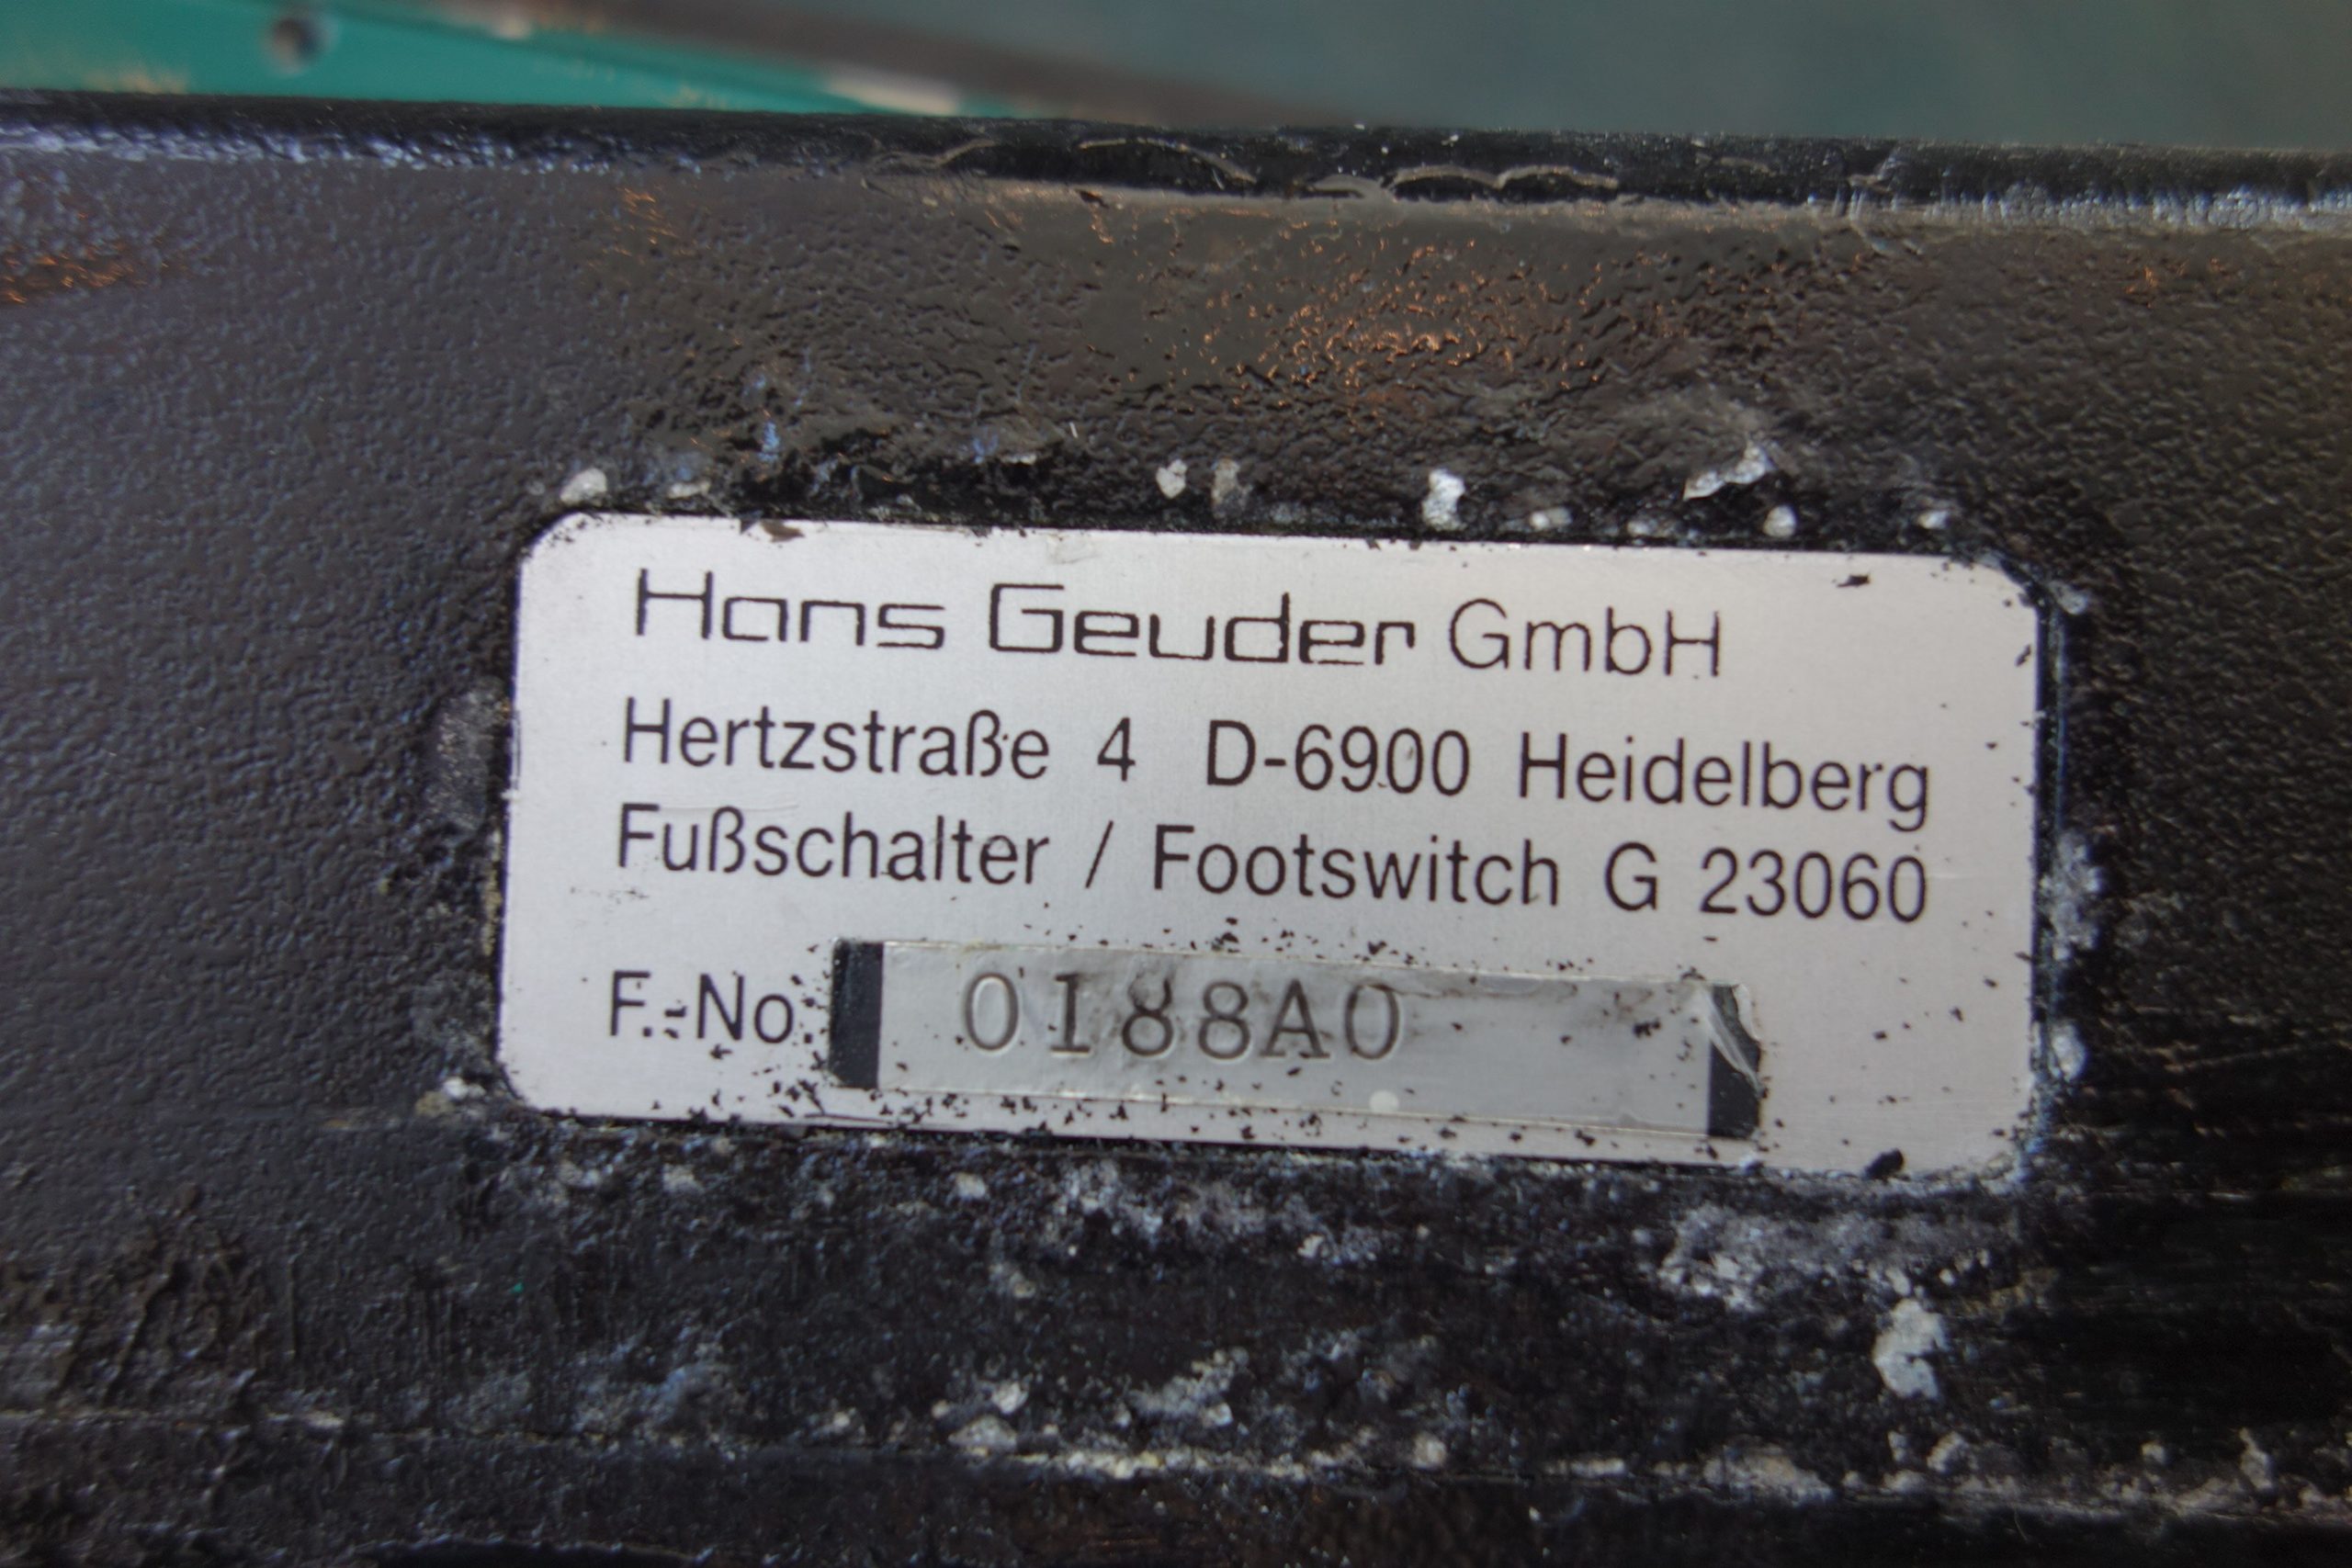 Hans Geuder GmbH
Hertzstraße 4 D-6900 Heidelberg
Fußschalter / Footswitch G 23060
F.-No. 0188A0